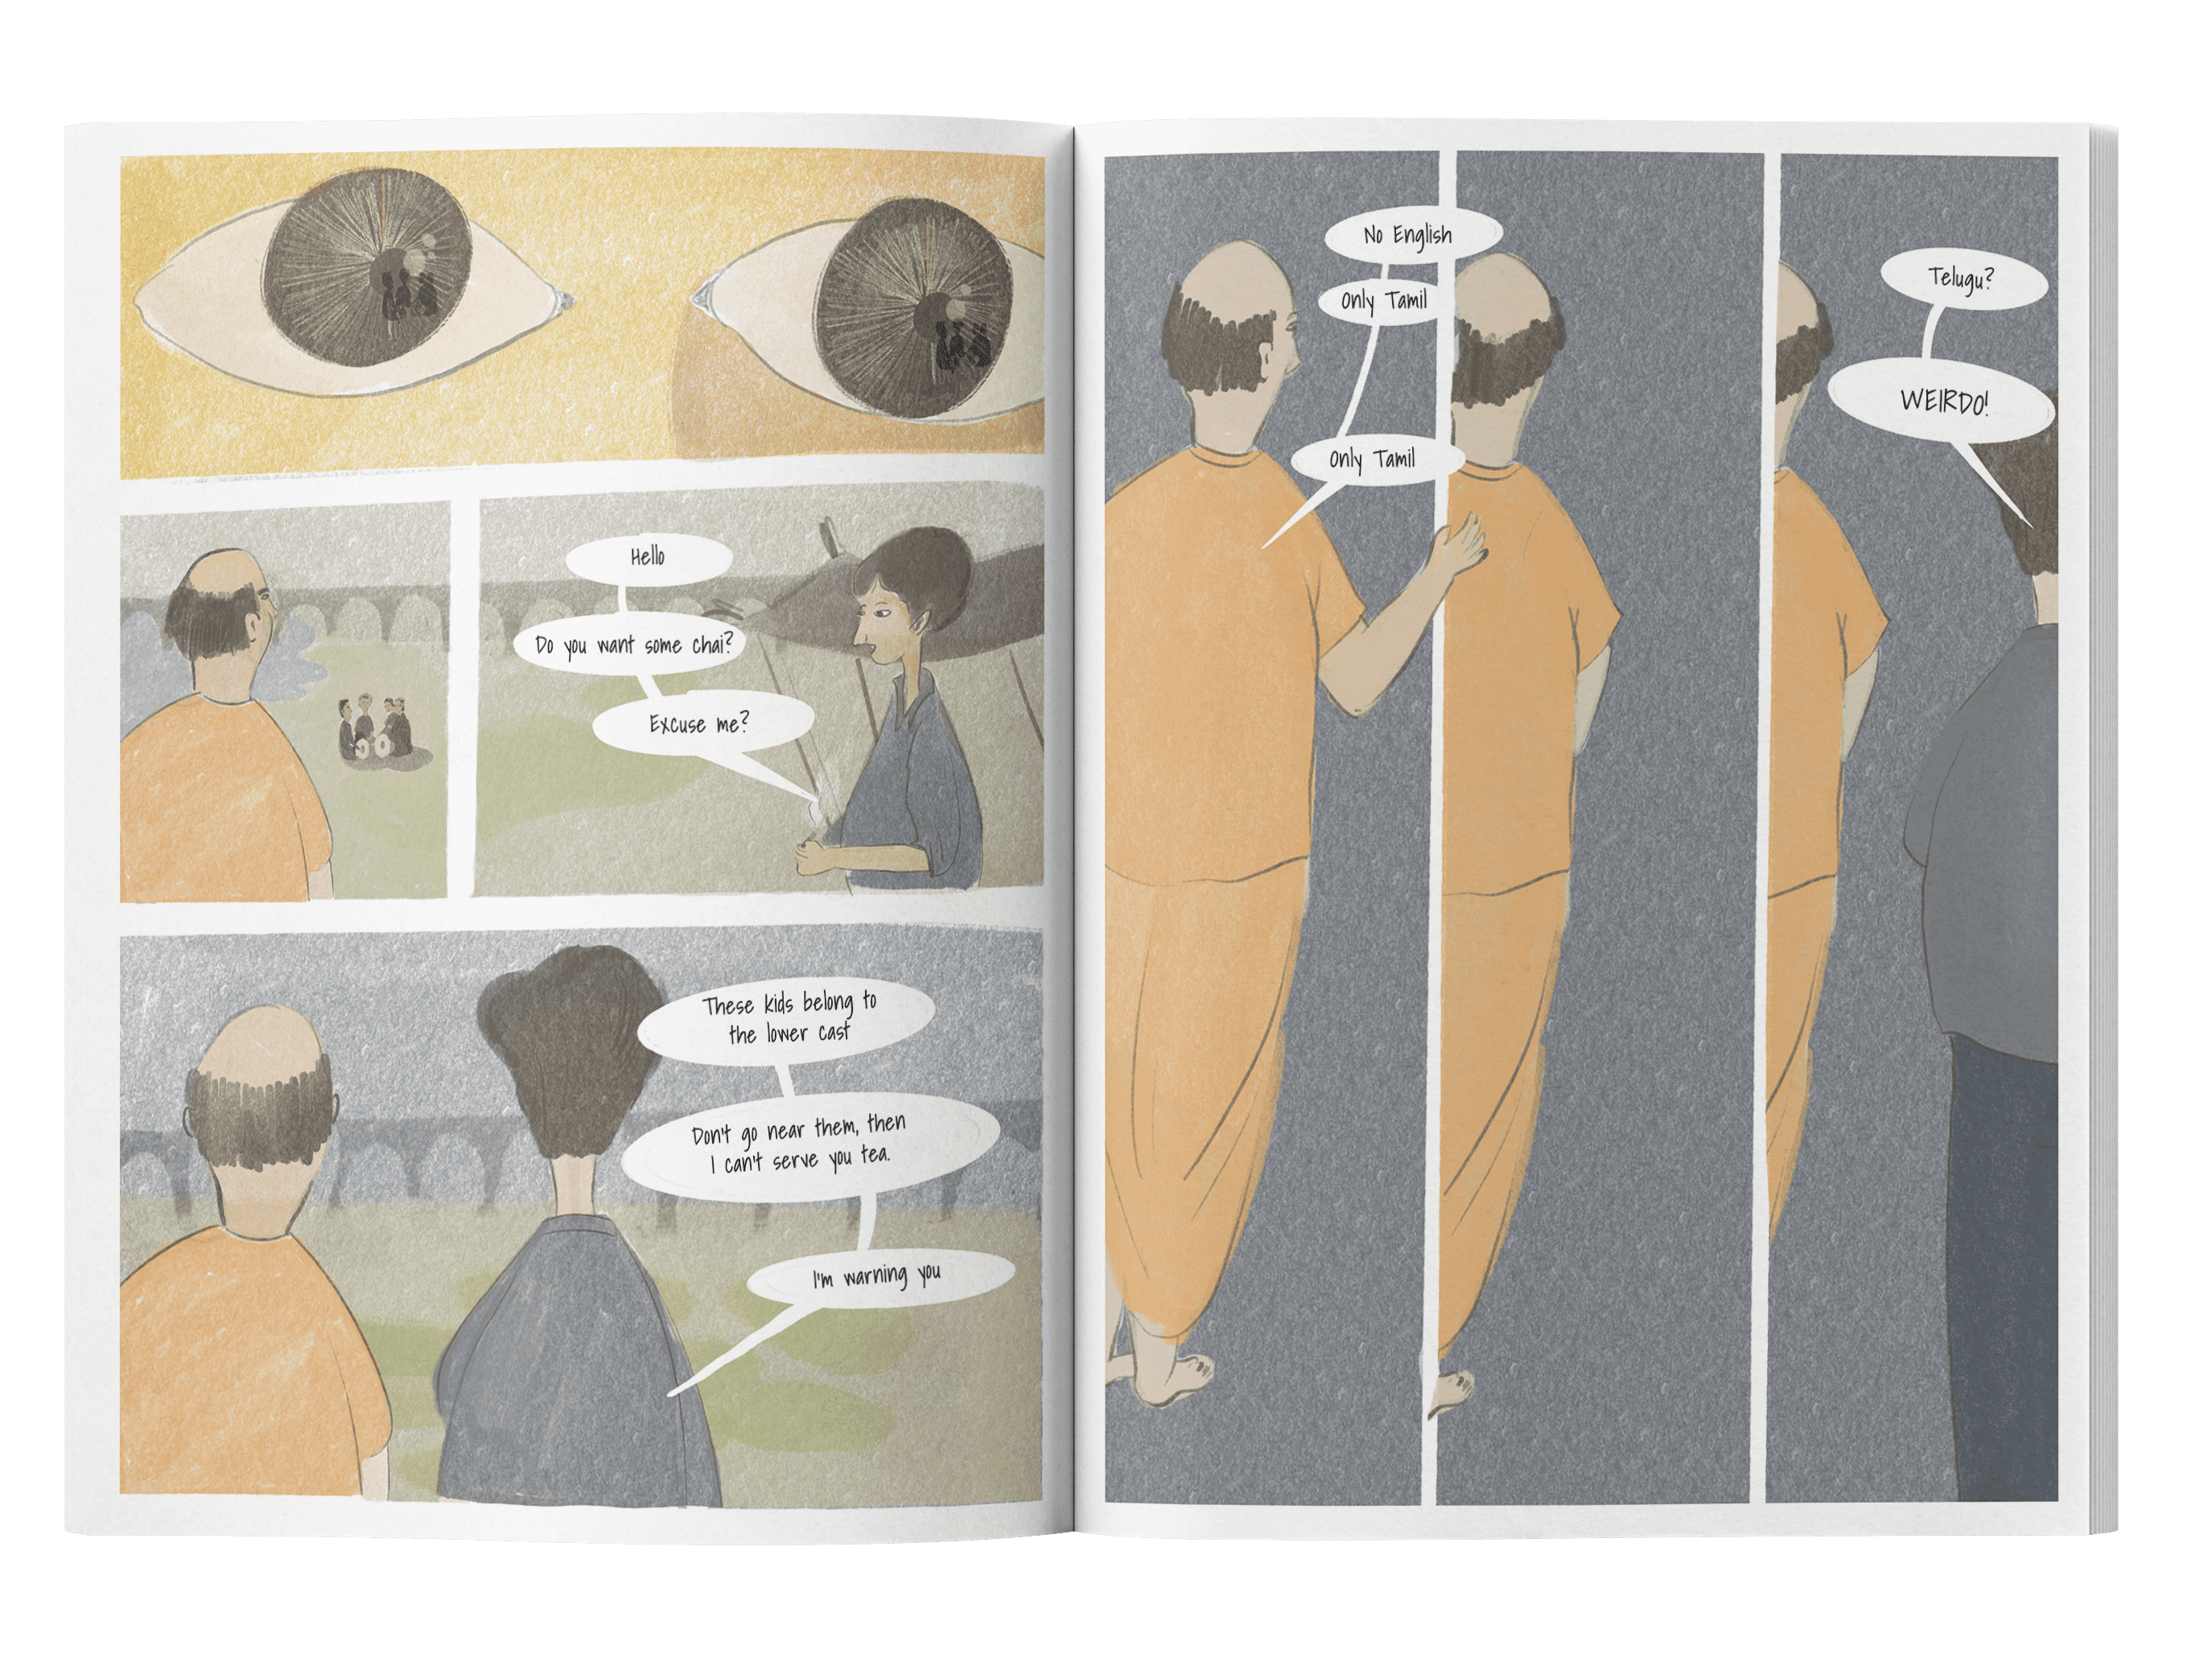 Hello
Do you want some chai?
Excuse me?
These kids belong to
the lower cast
Don't go near them, then
I can't serve you tea.
I'm warning you
No English
Only Tamil
Only Tamil
Telugu?
WEIRDO!